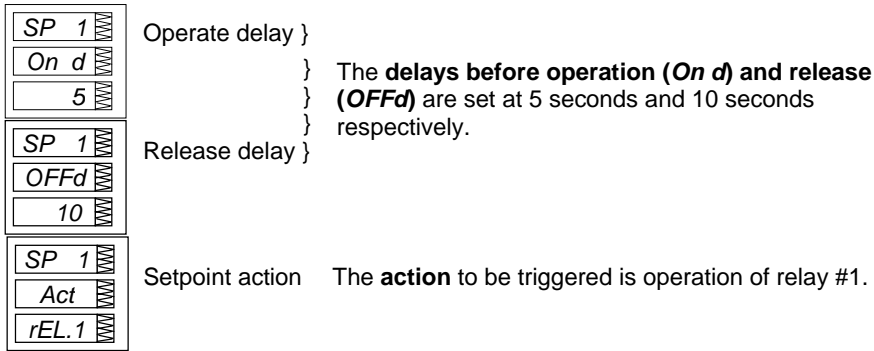 SP 1
On d
5
Operate delay }
}
}
}
SP 1
OFFd
10
Release delay }
The delays before operation (On d) and release
(OFFd) are set at 5 seconds and 10 seconds
respectively.
SP 1
Act
rEL.1
Setpoint action The action to be triggered is operation of relay #1.